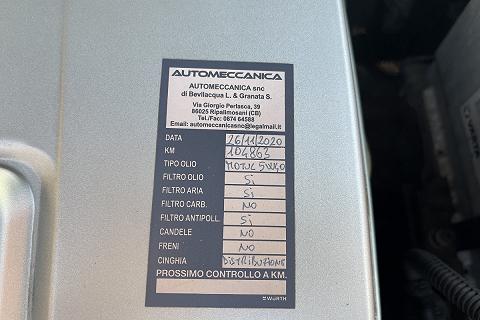 AUTOMECCANICA
AUTOMECCANICA snc
di Bevilacqua L. & Granata S.
Via Giorgio Perlasca, 39
86025 Ripalimosani (CB)
Tel./Fax: 0874 64588
Email: automeccanicasnc@legalmail.it
DATA 26/11/2020
KM 104863
TIPO OLIO MOTUL 5W40
FILTRO OLIO Si
FILTRO ARIA Si
FILTRO CARB. NO
FILTRO ANTIPOLL. Si
CANDELE NO
FRENI NO
CINGHIA DISTRIBUZIONE
PROSSIMO CONTROLLO A KM.
WÜRTH